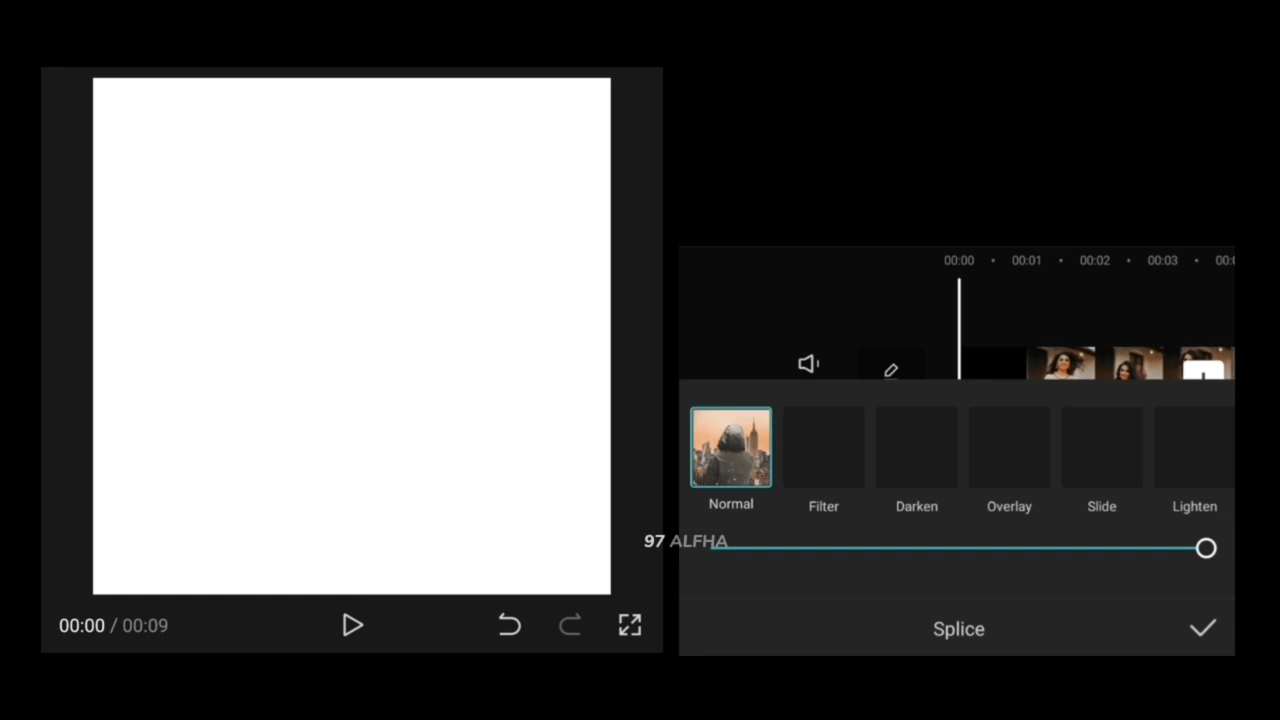 00:00 00:01 00:02 00:03
Normal Filter Darken Overlay Slide Lighten
97 ALFHA
00:00 / 00:09
Splice